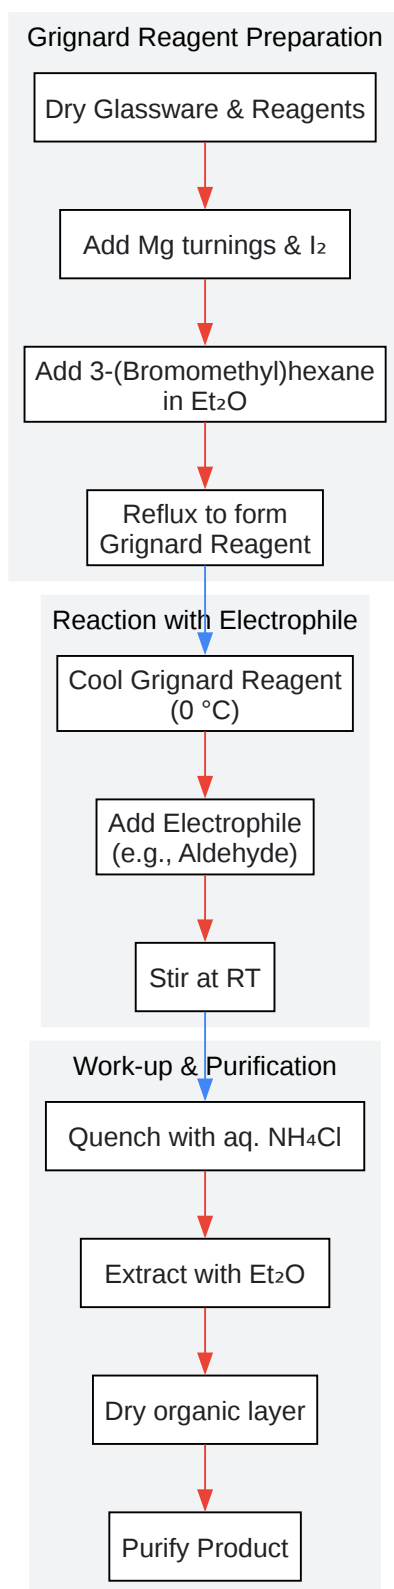 Grignard Reagent Preparation
Dry Glassware & Reagents
Add Mg turnings & I₂
Add 3-(Bromomethyl)hexane
in Et₂O
Reflux to form
Grignard Reagent
Reaction with Electrophile
Cool Grignard Reagent
(0 °C)
Add Electrophile
(e.g., Aldehyde)
Stir at RT
Work-up & Purification
Quench with aq. NH₄Cl
Extract with Et₂O
Dry organic layer
Purify Product